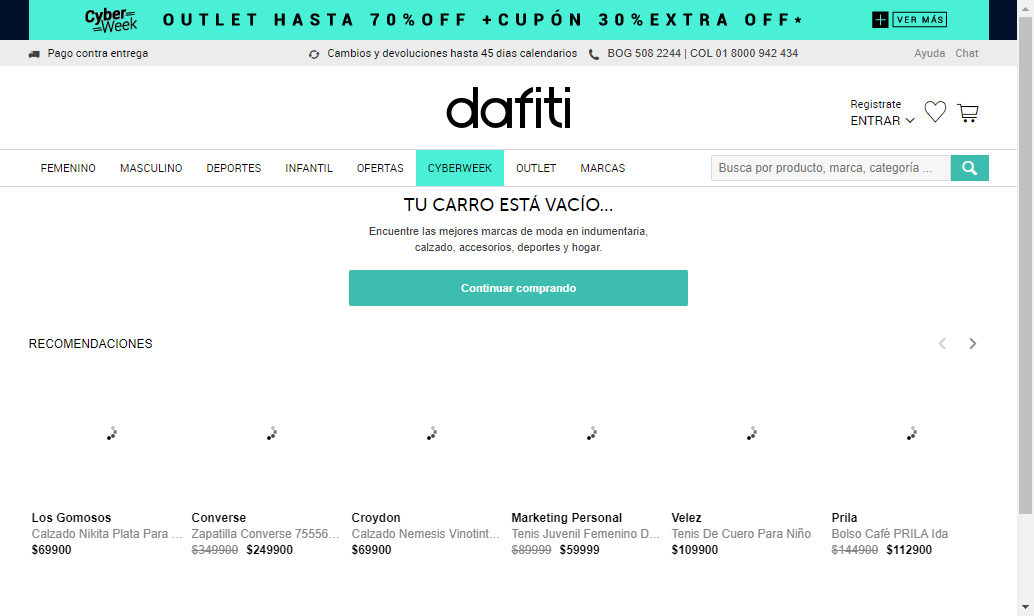 Cyber Week OUTLET HASTA 70%OFF +CUPÓN 30%EXTRA OFF* + VER MÁS
Pago contra entrega Cambios y devoluciones hasta 45 dias calendarios BOG 508 2244 | COL 01 8000 942 434 Ayuda Chat
dafiti
Registrate
ENTRAR
FEMENINO MASCULINO DEPORTES INFANTIL OFERTAS CYBERWEEK OUTLET MARCAS Busca por producto, marca, categoría ...
TU CARRO ESTÁ VACÍO...
Encuentre las mejores marcas de moda en indumentaria,
calzado, accesorios, deportes y hogar.
Continuar comprando
RECOMENDACIONES
Los Gomosos Converse Croydon Marketing Personal Velez Prila
Calzado Nikita Plata Para ... Zapatilla Converse 75556... Calzado Nemesis Vinotint... Tenis Juvenil Femenino D... Tenis De Cuero Para Niño Bolso Café PRILA Ida
$69900 $349900 $249900 $69900 $89999 $59999 $109900 $144900 $112900